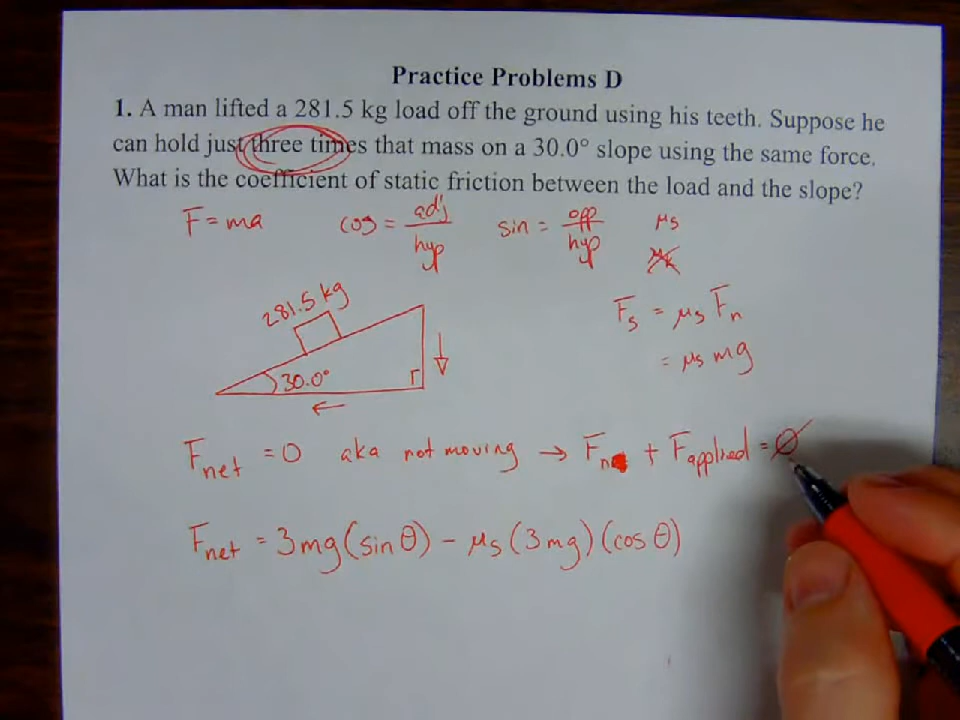 Practice Problems D
1. A man lifted a 281.5 kg load off the ground using his teeth. Suppose he
can hold just three times that mass on a 30.0° slope using the same force.
What is the coefficient of static friction between the load and the slope?
F = ma cos = adj/hyp sin = opp/hyp μs
μk
281.5 kg
Fs = μs Fn
= μs mg
30.0°
Fnet = 0 aka not moving → Fn + Fapplied = 0
Fnet = 3mg(sin θ) − μs (3mg)(cos θ)